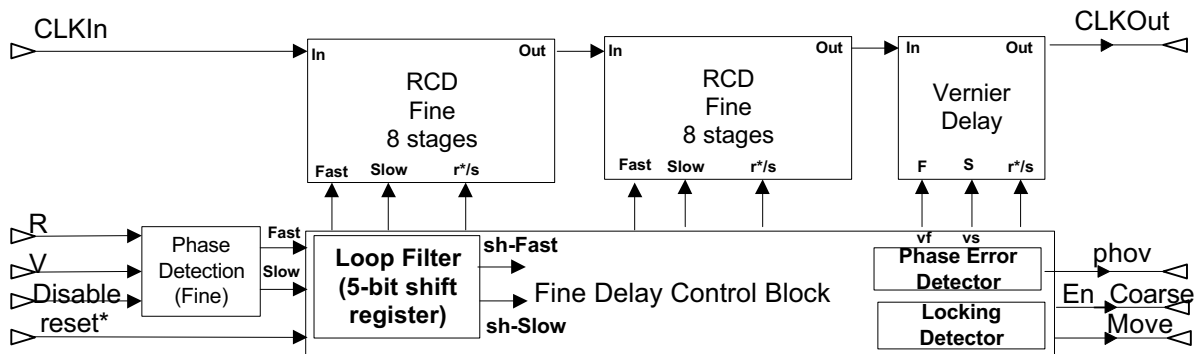 CLKIn
CLKOut
In
Out
RCD
Fine
8 stages
Fast
Slow
r*/s
In
Out
RCD
Fine
8 stages
Fast
Slow
r*/s
In
Out
Vernier
Delay
F
S
r*/s
R
V
Disable
reset*
Phase
Detection
(Fine)
Fast
Slow
Loop Filter
(5-bit shift
register)
sh-Fast
sh-Slow
Fine Delay Control Block
vf
vs
Phase Error
Detector
Locking
Detector
phov
En_Coarse
Move